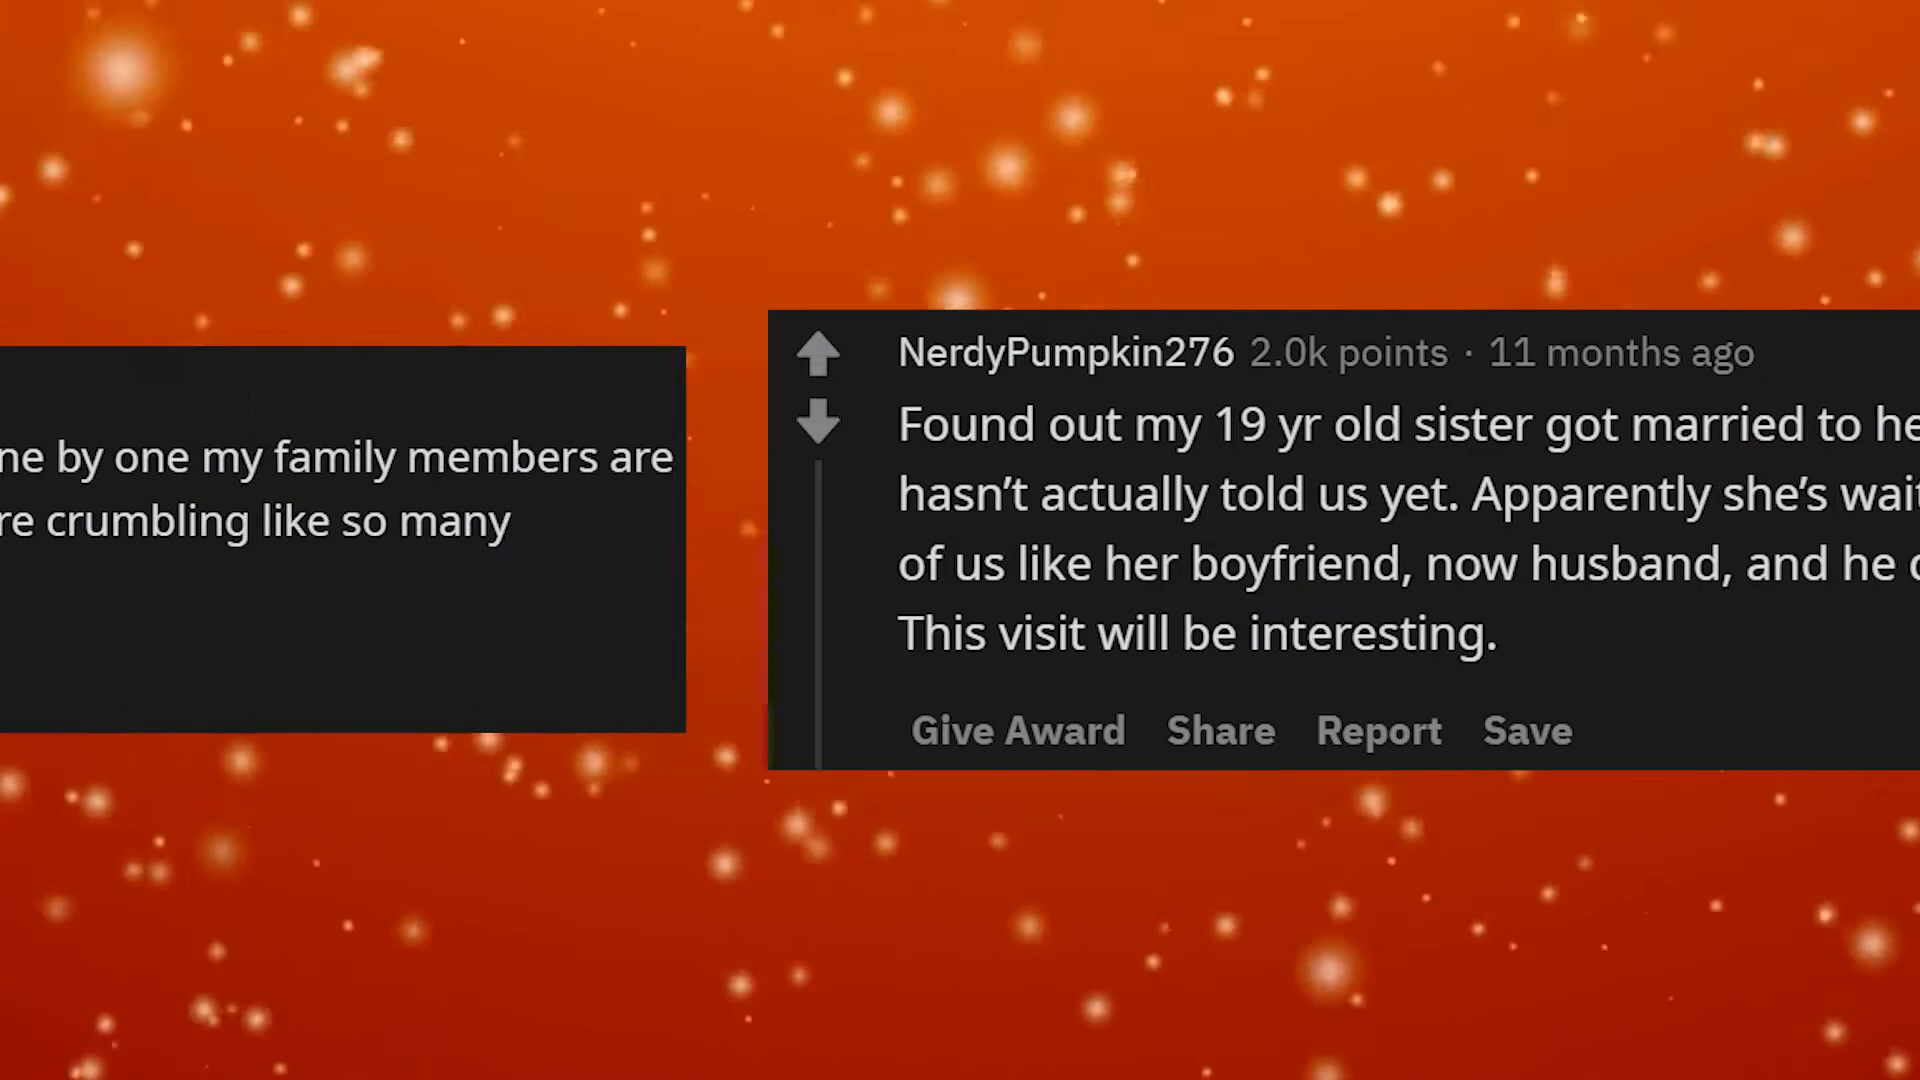 ne by one my family members are
re crumbling like so many
NerdyPumpkin276 2.0k points · 11 months ago
Found out my 19 yr old sister got married to he
hasn’t actually told us yet. Apparently she’s wait
of us like her boyfriend, now husband, and he
This visit will be interesting.
Give Award Share Report Save